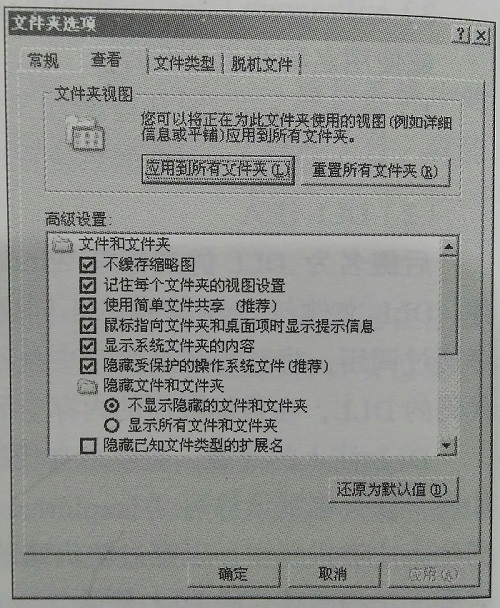 文件夹选项
常规 查看 文件类型 脱机文件
文件夹视图
您可以将正在为此文件夹使用的视图(例如详细
信息或平铺)应用到所有文件夹。
应用到所有文件夹(L) 重置所有文件夹(R)
高级设置:
文件和文件夹
不缓存缩略图
记住每个文件夹的视图设置
使用简单文件共享 (推荐)
鼠标指向文件夹和桌面项时显示提示信息
显示系统文件夹的内容
隐藏受保护的操作系统文件(推荐)
隐藏文件和文件夹
不显示隐藏的文件和文件夹
显示所有文件和文件夹
隐藏已知文件类型的扩展名
还原为默认值(D)
确定 取消 应用(A)